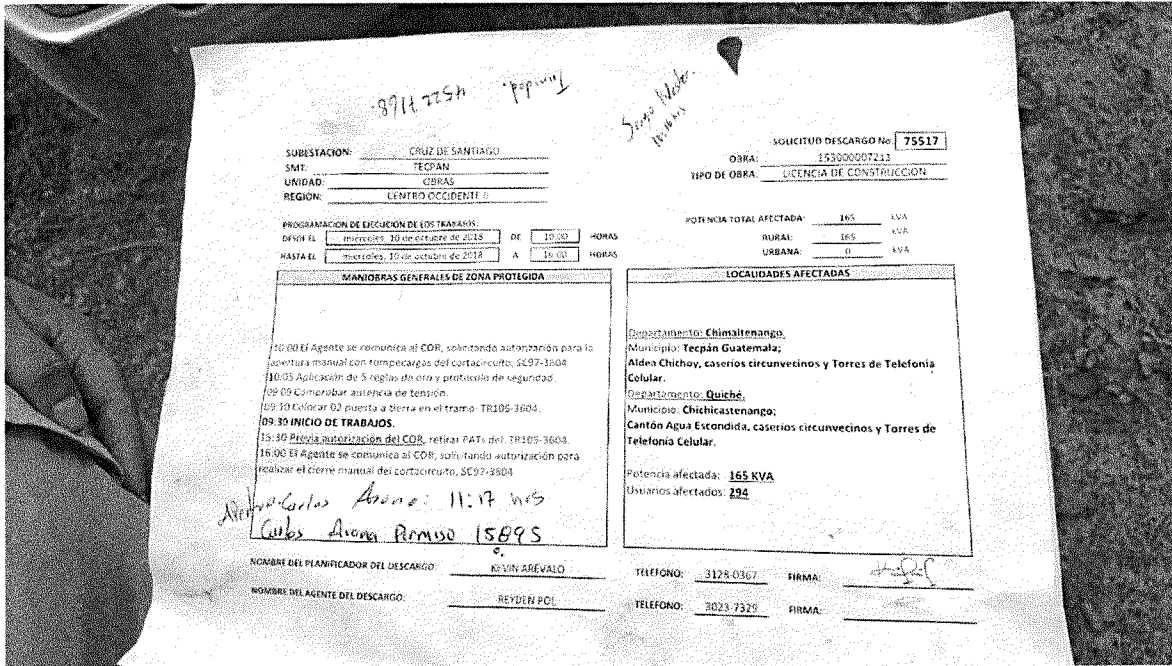 Trinidad. 4522 7168.
10:16 hrs
SOLICITUD DESCARGO No. 75517
OBRA: 153000007213
TIPO DE OBRA: LICENCIA DE CONSTRUCCION
SUBESTACION: CRUZ DE SANTIAGO
SMT: TECPAN
UNIDAD: OBRAS
REGION: CENTRO OCCIDENTE
PROGRAMACION DE EJECUCION DE LOS TRABAJOS:
DESDE EL miercoles, 10 de octubre de 2018 DE 10:00 HORAS
HASTA EL miercoles, 10 de octubre de 2018 A 16:00 HORAS
POTENCIA TOTAL AFECTADA: 165 kVA
RURAL: 165 kVA
URBANA: 0 kVA
MANIOBRAS GENERALES DE ZONA PROTEGIDA
10:00 El Agente se comunica al COR, solicitando autorización para la
apertura manual con rompecargas del cortacircuito, SC97-3604
10:05 Aplicación de 5 reglas de oro y protocolo de seguridad.
09:09 Comprobar ausencia de tensión.
09:10 Colocar 02 puesta a tierra en el tramo: TR105-3604.
09:30 INICIO DE TRABAJOS.
15:30 Previa autorización del COR, retirar PATs del: TR105-3604.
16:00 El Agente se comunica al COR, solicitando autorización para
realizar el cierre manual del cortacircuito, SC97-3604
Carlos Arana: 11:17 hrs
Carlos Arana Permiso 15895
LOCALIDADES AFECTADAS
Departamento: Chimaltenango.
Municipio: Tecpán Guatemala;
Aldea Chichoy, caseríos circunvecinos y Torres de Telefonía
Celular.
Departamento: Quiché.
Municipio: Chichicastenango;
Cantón Agua Escondida, caseríos circunvecinos y Torres de
Telefonía Celular.
Potencia afectada: 165 KVA
Usuarios afectados: 294
NOMBRE DEL PLANIFICADOR DEL DESCARGO: KEVIN AREVALO TELEFONO: 3128-0367 FIRMA:
NOMBRE DEL AGENTE DEL DESCARGO: REYDEN POL TELEFONO: 3023-7329 FIRMA: